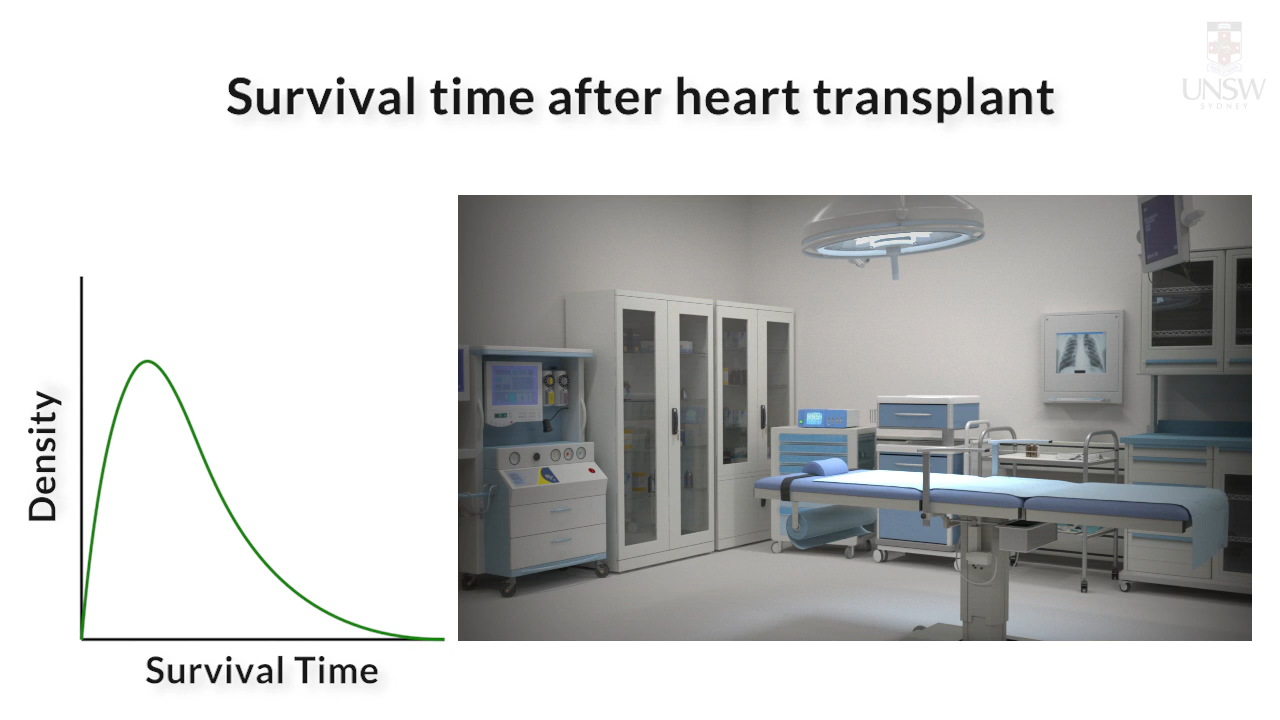 Survival time after heart transplant
UNSW
SYDNEY
Density
Survival Time